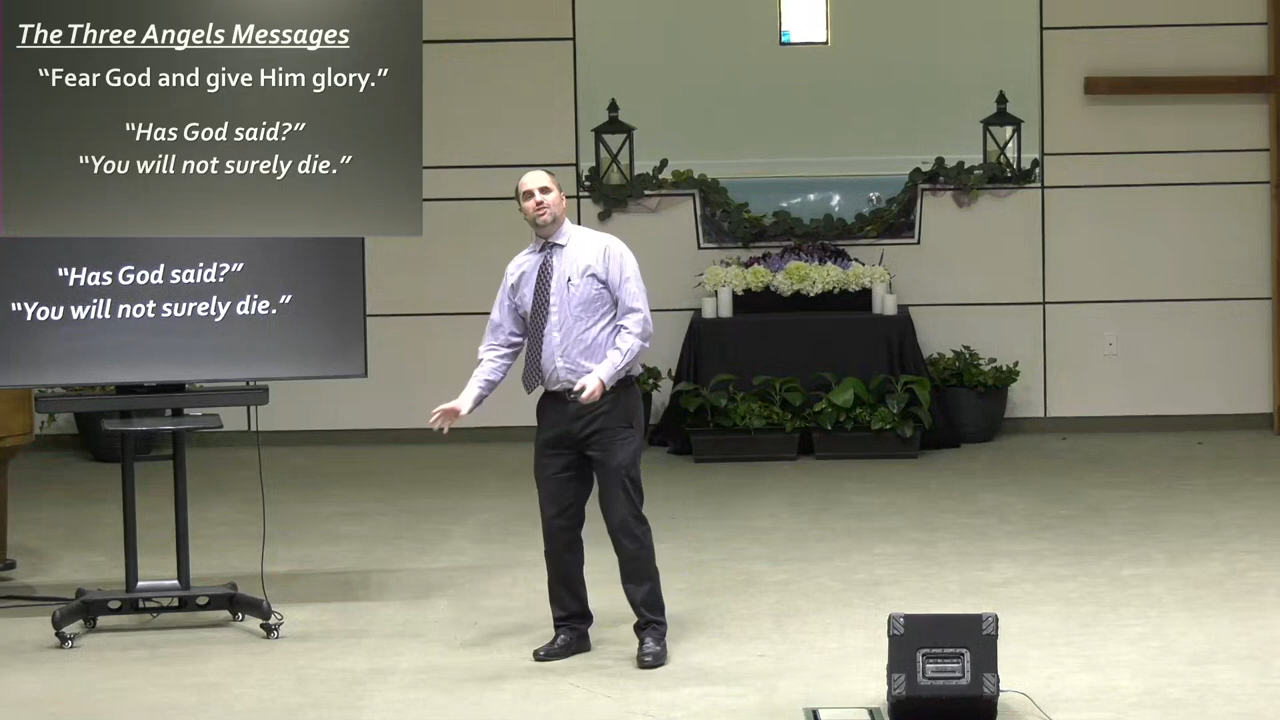 The Three Angels Messages
“Fear God and give Him glory.”
“Has God said?”
“You will not surely die.”
“Has God said?”
“You will not surely die.”